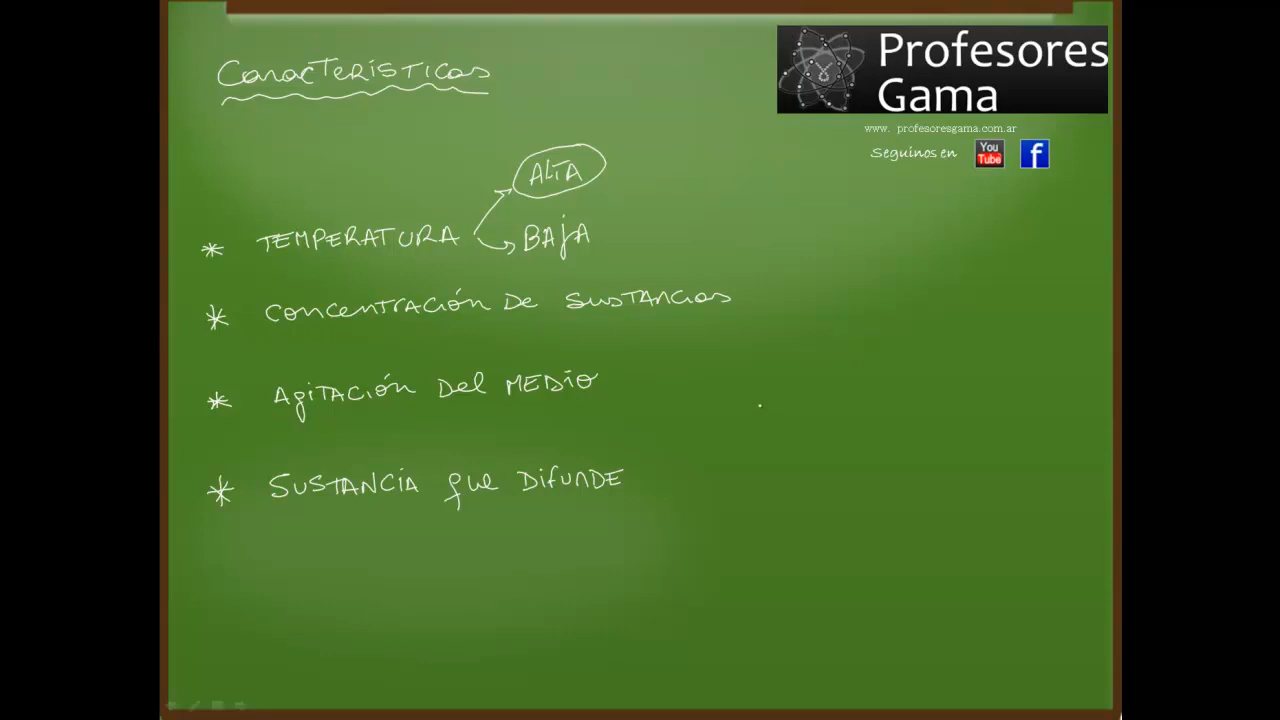 Características
Profesores
Gama
www. profesoresgama.com.ar
Seguinos en
You
Tube
f
ALTA
* TEMPERATURA
BAJA
* Concentración De Sustancias
* Agitación Del MEDIO
* SUSTANCIA que DIFUNDE